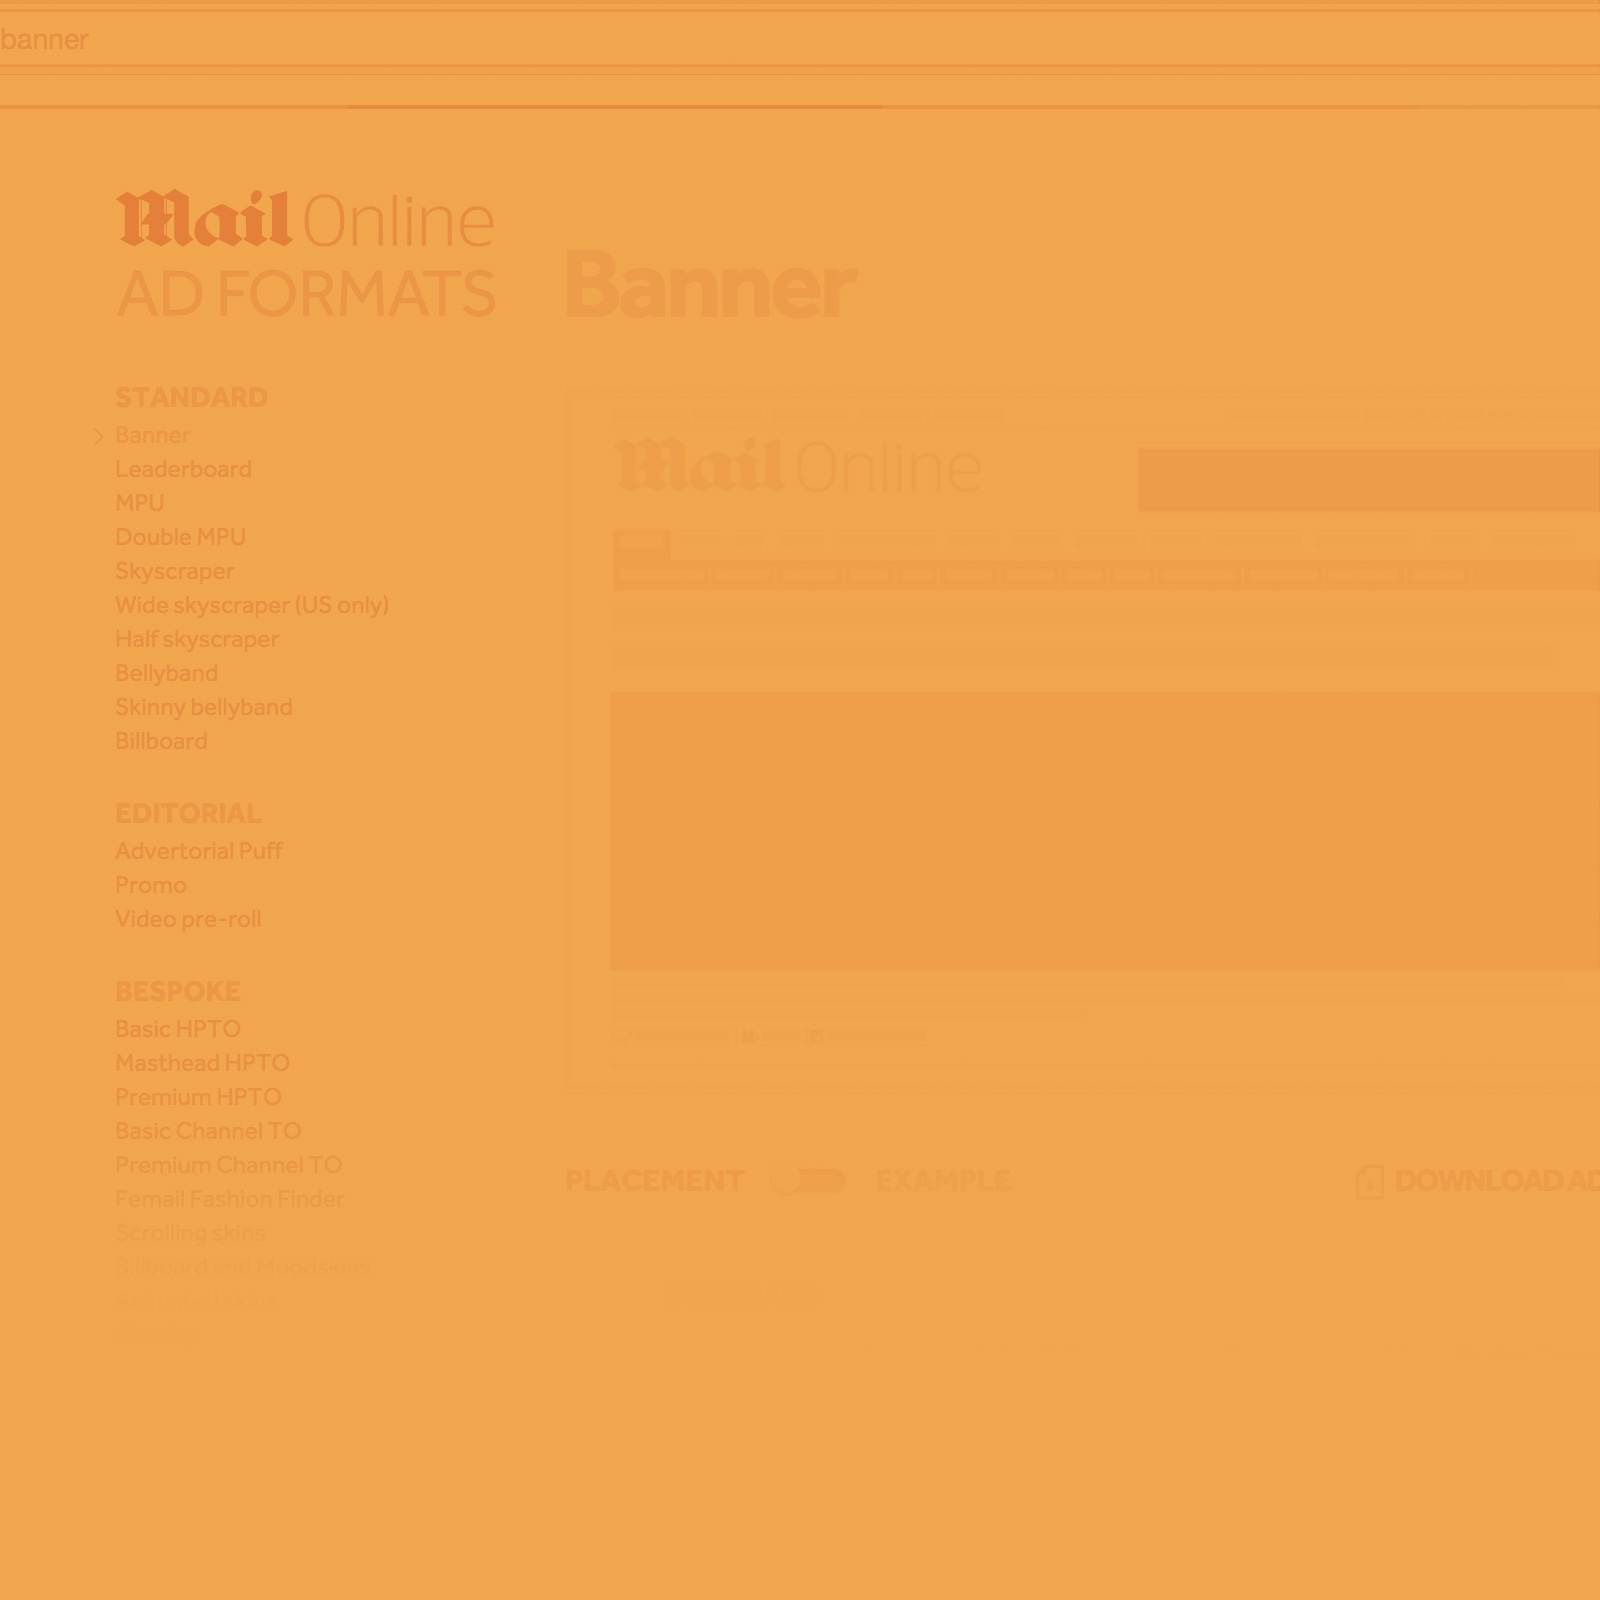 banner
Mail Online
AD FORMATS
Banner
STANDARD
Banner
Leaderboard
MPU
Double MPU
Skyscraper
Wide skyscraper (US only)
Half skyscraper
Bellyband
Skinny bellyband
Billboard
EDITORIAL
Advertorial Puff
Promo
Video pre-roll
BESPOKE
Basic HPTO
Masthead HPTO
Premium HPTO
Basic Channel TO
Premium Channel TO
Femail Fashion Finder
Scrolling skins
Billboard and Moodskins
Animated skins
Mail Online
PLACEMENT EXAMPLE
DOWNLOAD AD